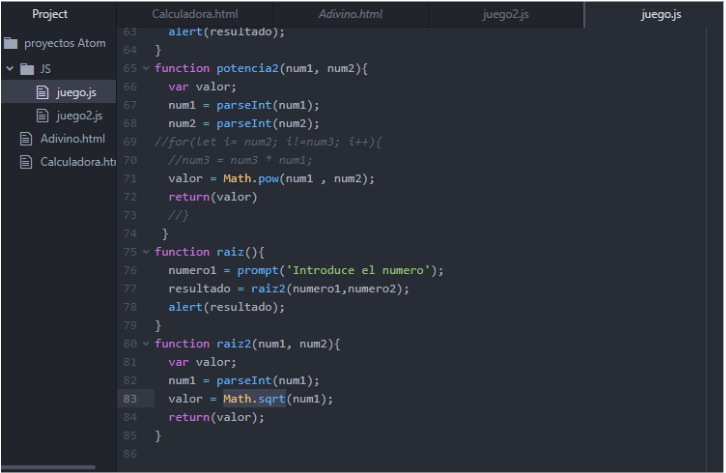 Project
Calculadora.html
Adivino.html
juego2.js
juego.js
proyectos Atom
JS
juego.js
juego2.js
Adivino.html
Calculadora.ht
63 alert(resultado);
64 }
65 function potencia2(num1, num2){
66 var valor;
67 num1 = parseInt(num1);
68 num2 = parseInt(num2);
69 //for(let i= num2; i!=num3; i++){
70 //num3 = num3 * num1;
71 valor = Math.pow(num1 , num2);
72 return(valor)
73 //}
74 }
75 function raiz(){
76 numero1 = prompt('Introduce el numero');
77 resultado = raiz2(numero1,numero2);
78 alert(resultado);
79 }
80 function raiz2(num1, num2){
81 var valor;
82 num1 = parseInt(num1);
83 valor = Math.sqrt(num1);
84 return(valor);
85 }
86